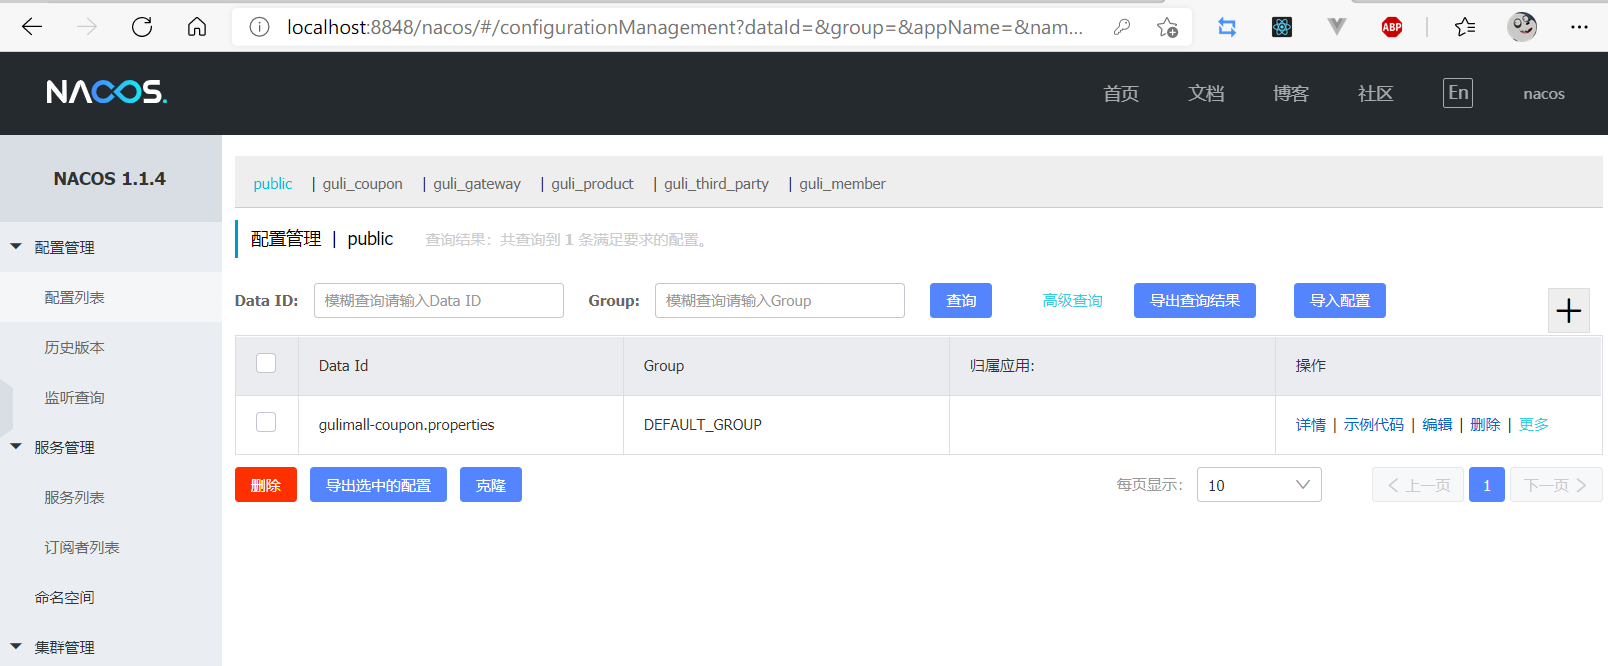 localhost:8848/nacos/#/configurationManagement?dataId=&group=&appName=&nam...
ABP
NACOS.
首页 文档 博客 社区 En nacos
NACOS 1.1.4
配置管理
配置列表
历史版本
监听查询
服务管理
服务列表
订阅者列表
命名空间
集群管理
public | guli_coupon | guli_gateway | guli_product | guli_third_party | guli_member
配置管理 | public 查询结果：共查询到 1 条满足要求的配置。
Data ID: 模糊查询请输入Data ID Group: 模糊查询请输入Group 查询 高级查询 导出查询结果 导入配置 +
Data Id Group 归属应用: 操作
gulimall-coupon.properties DEFAULT_GROUP 详情 | 示例代码 | 编辑 | 删除 | 更多
删除 导出选中的配置 克隆 每页显示: 10 上一页 1 下一页